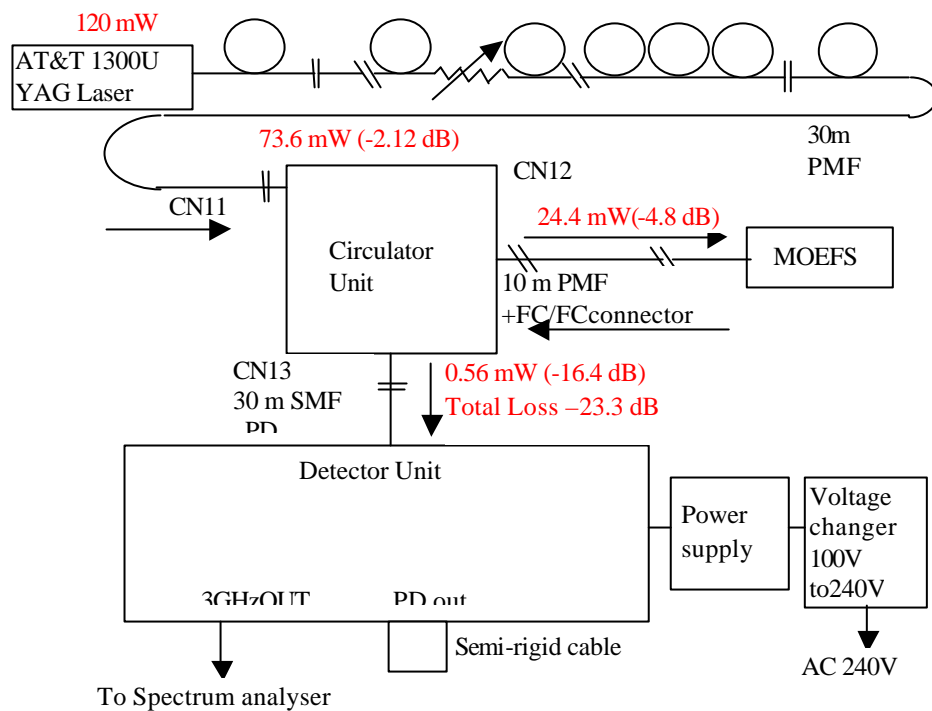 120 mW
AT&T 1300U
YAG Laser
73.6 mW (-2.12 dB)
30m
PMF
CN11
CN12
24.4 mW(-4.8 dB)
Circulator
Unit
MOEFS
10 m PMF
+FC/FCconnector
CN13
30 m SMF
PD
0.56 mW (-16.4 dB)
Total Loss –23.3 dB
Detector Unit
Power
supply
Voltage
changer
100V
to240V
3GHzOUT
PD out
Semi-rigid cable
AC 240V
To Spectrum analyser